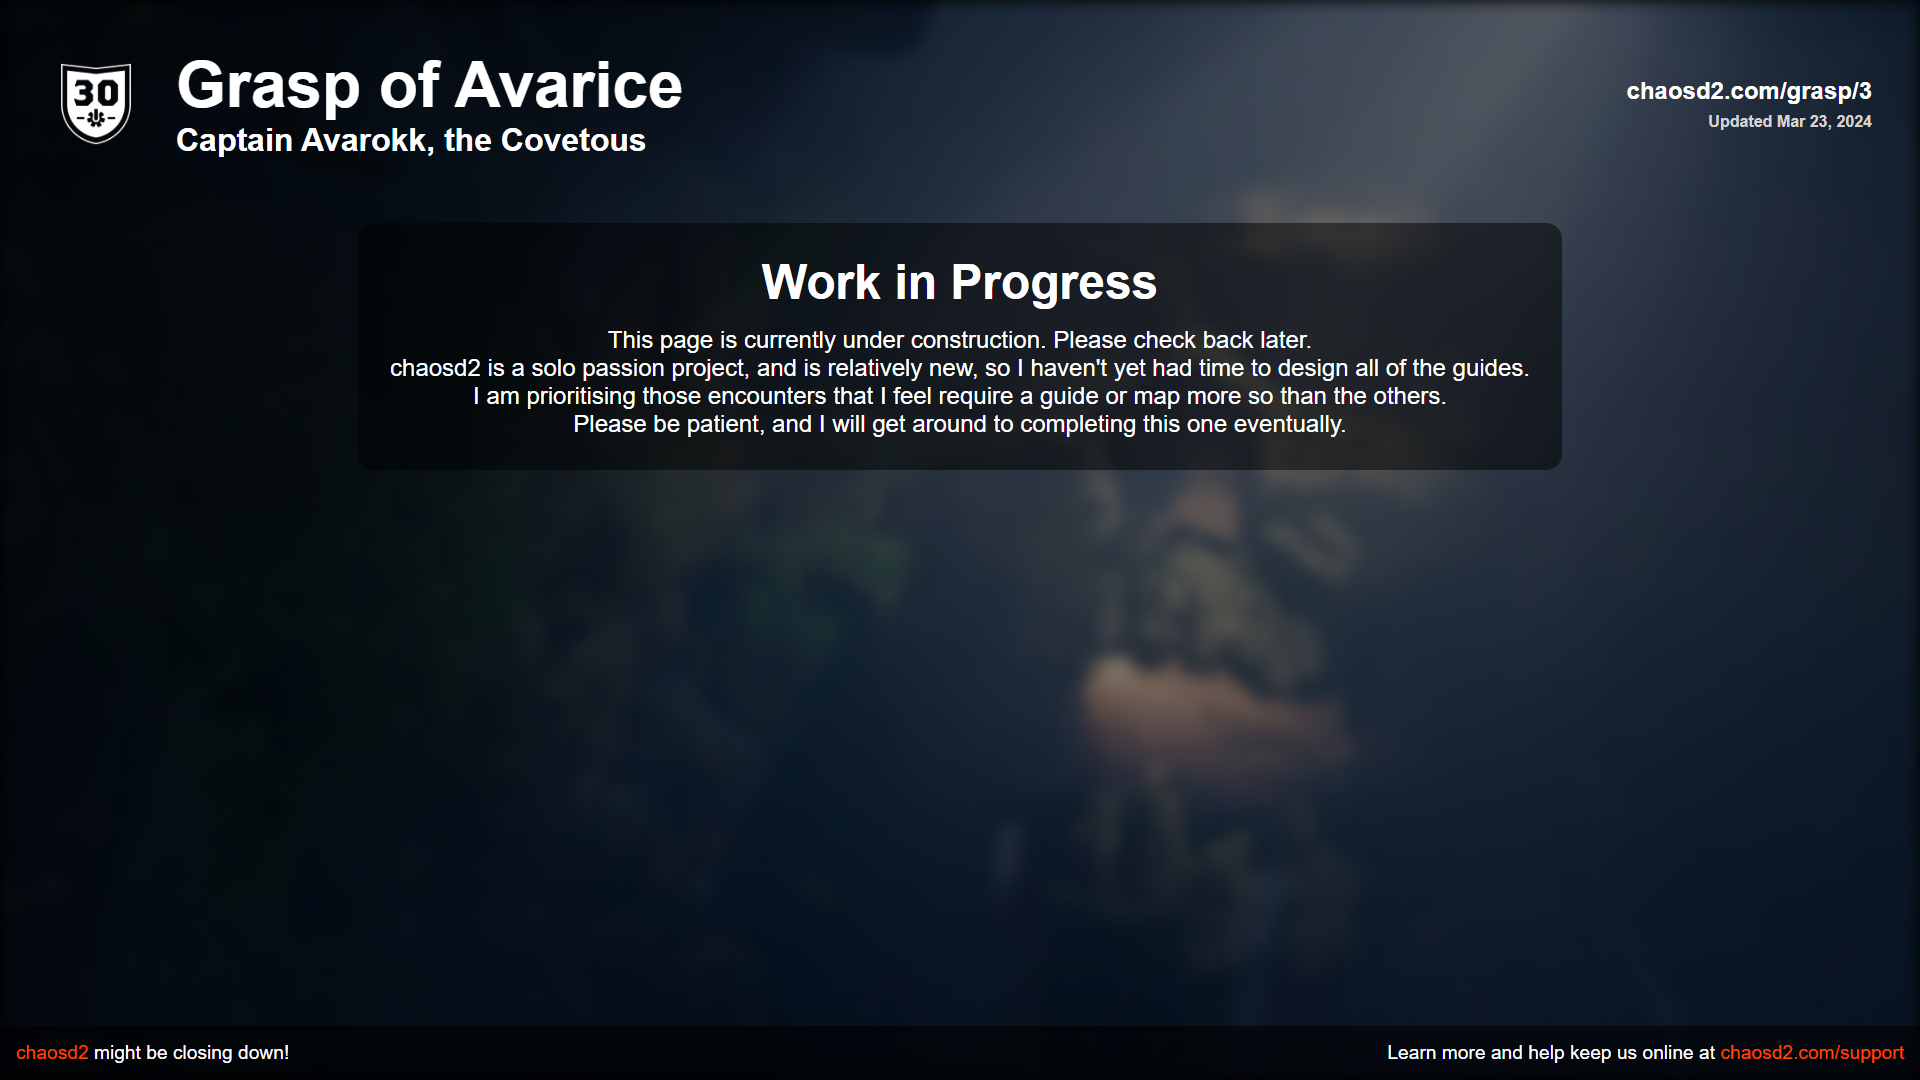 30
Grasp of Avarice
Captain Avarokk, the Covetous
chaosd2.com/grasp/3
Updated Mar 23, 2024
Work in Progress
This page is currently under construction. Please check back later.
chaosd2 is a solo passion project, and is relatively new, so I haven't yet had time to design all of the guides.
I am prioritising those encounters that I feel require a guide or map more so than the others.
Please be patient, and I will get around to completing this one eventually.
chaosd2 might be closing down!
Learn more and help keep us online at chaosd2.com/support